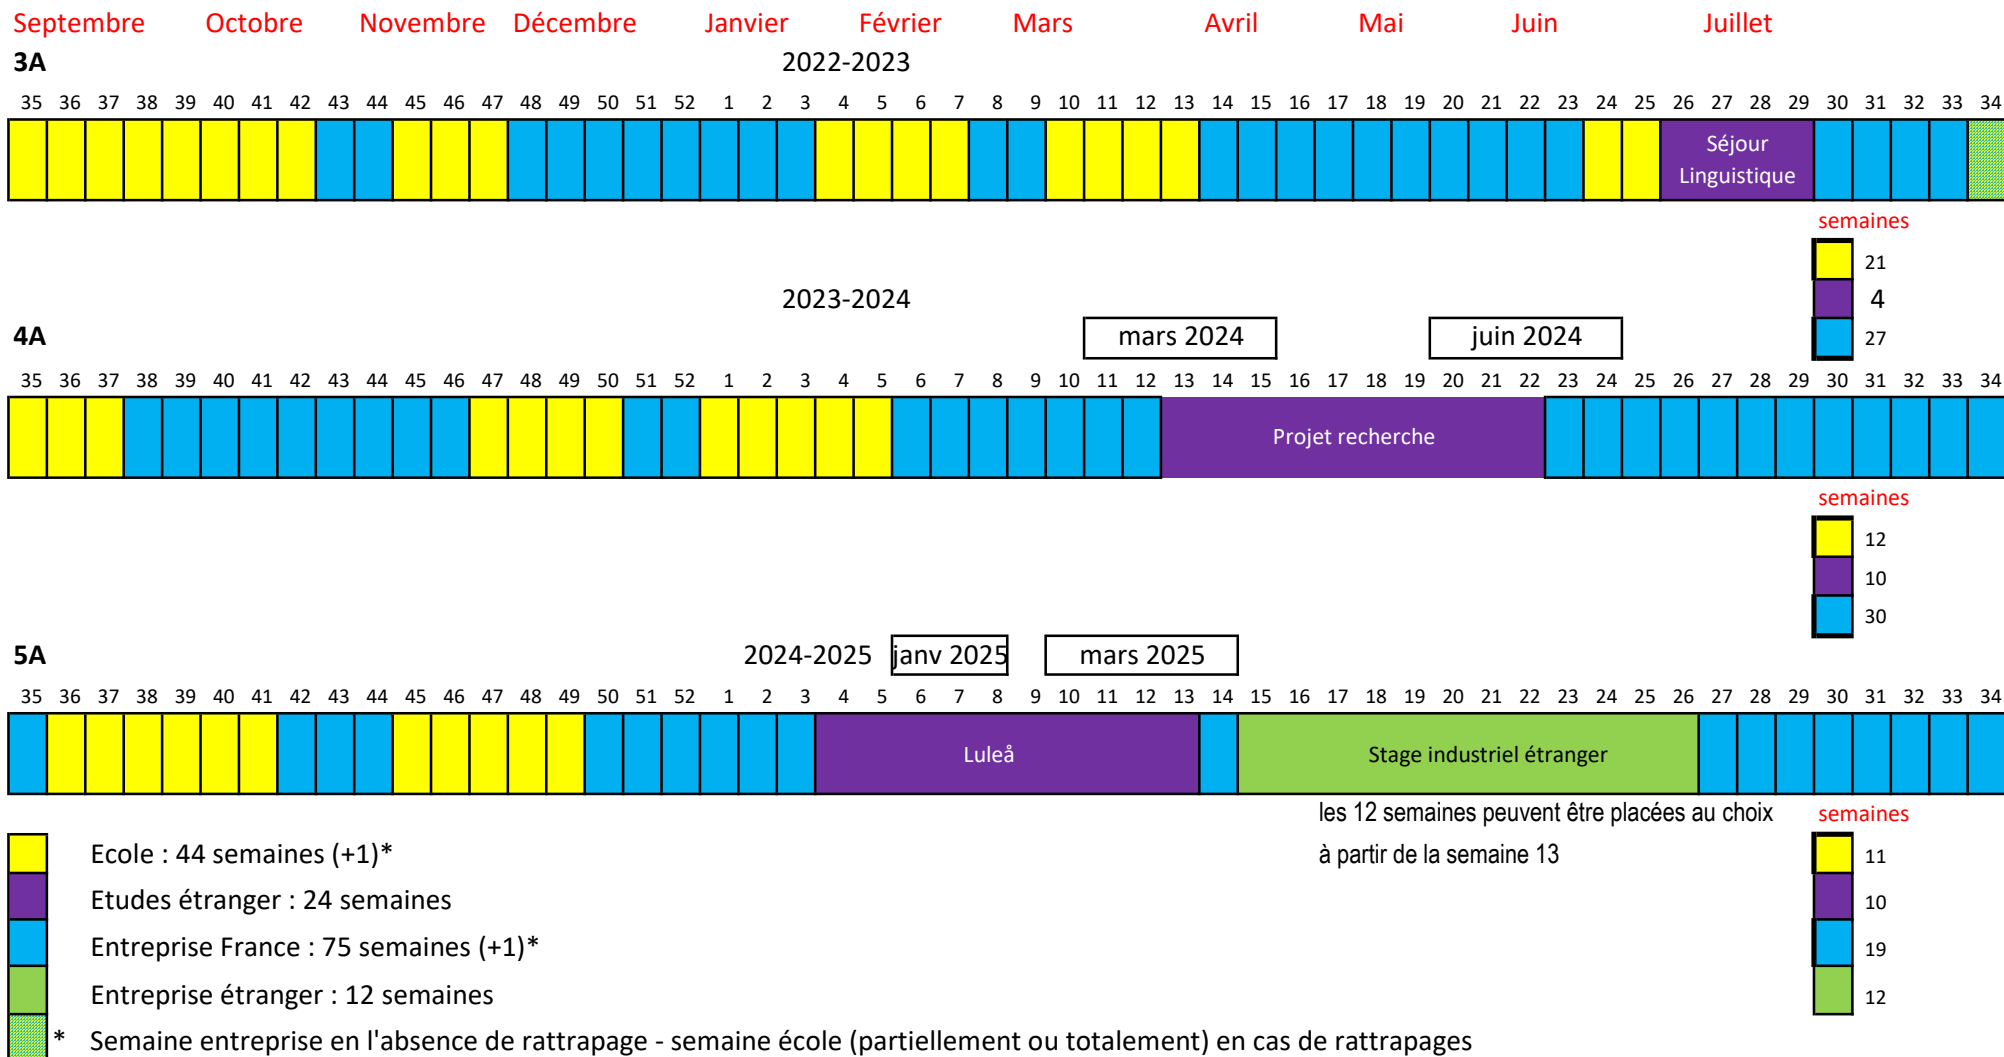 Septembre Octobre Novembre Décembre Janvier Février Mars Avril Mai Juin Juillet
3A 2022-2023
35 36 37 38 39 40 41 42 43 44 45 46 47 48 49 50 51 52 1 2 3 4 5 6 7 8 9 10 11 12 13 14 15 16 17 18 19 20 21 22 23 24 25 26 27 28 29 30 31 32 33 34
Séjour
Linguistique
semaines
21
4
27
2023-2024
4A mars 2024 juin 2024
35 36 37 38 39 40 41 42 43 44 45 46 47 48 49 50 51 52 1 2 3 4 5 6 7 8 9 10 11 12 13 14 15 16 17 18 19 20 21 22 23 24 25 26 27 28 29 30 31 32 33 34
Projet recherche
semaines
12
10
30
5A 2024-2025 janv 2025 mars 2025
35 36 37 38 39 40 41 42 43 44 45 46 47 48 49 50 51 52 1 2 3 4 5 6 7 8 9 10 11 12 13 14 15 16 17 18 19 20 21 22 23 24 25 26 27 28 29 30 31 32 33 34
Luleå Stage industriel étranger
les 12 semaines peuvent être placées au choix
à partir de la semaine 13
semaines
11
10
19
12
Ecole : 44 semaines (+1)*
Etudes étranger : 24 semaines
Entreprise France : 75 semaines (+1)*
Entreprise étranger : 12 semaines
* Semaine entreprise en l'absence de rattrapage - semaine école (partiellement ou totalement) en cas de rattrapages